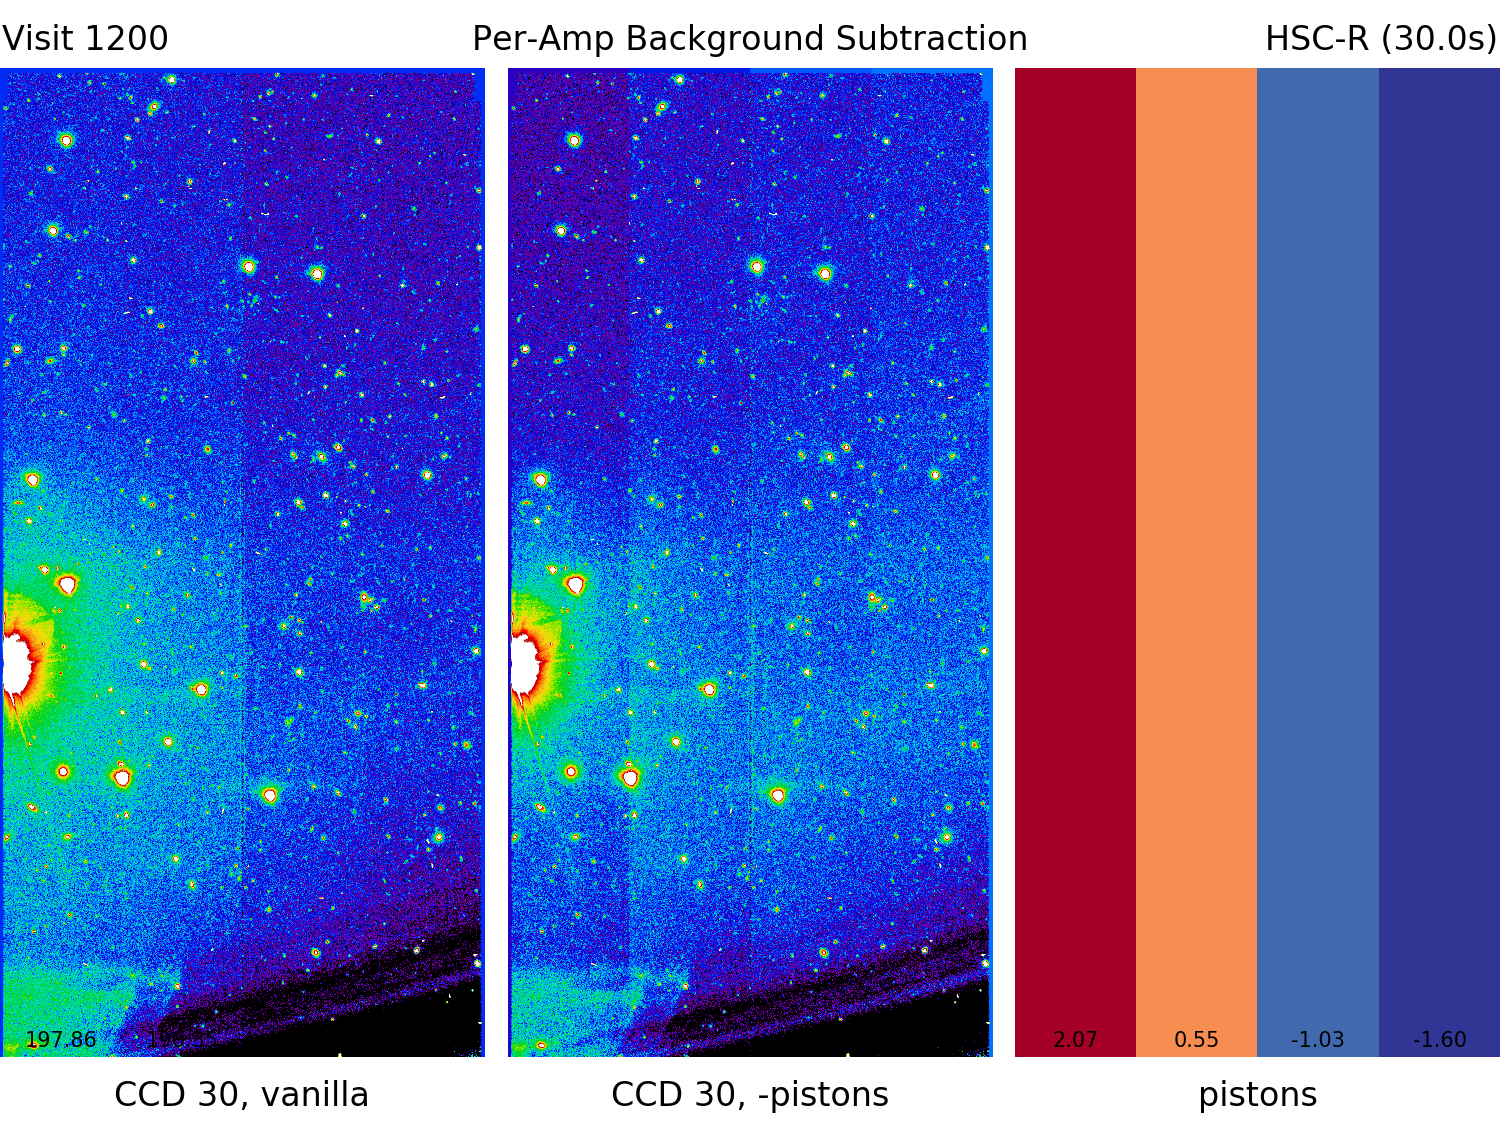 Visit 1200 Per-Amp Background Subtraction HSC-R (30.0s)
197.86
2.07 0.55 -1.03 -1.60
CCD 30, vanilla CCD 30, -pistons pistons